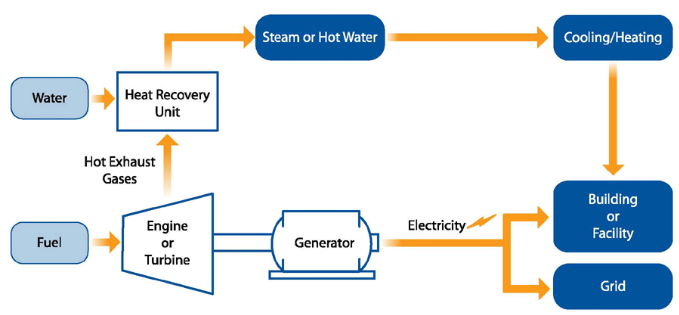 Steam or Hot Water
Cooling/Heating
Water
Heat Recovery
Unit
Hot Exhaust
Gases
Building
or
Facility
Engine
or
Turbine
Electricity
Fuel
Generator
Grid